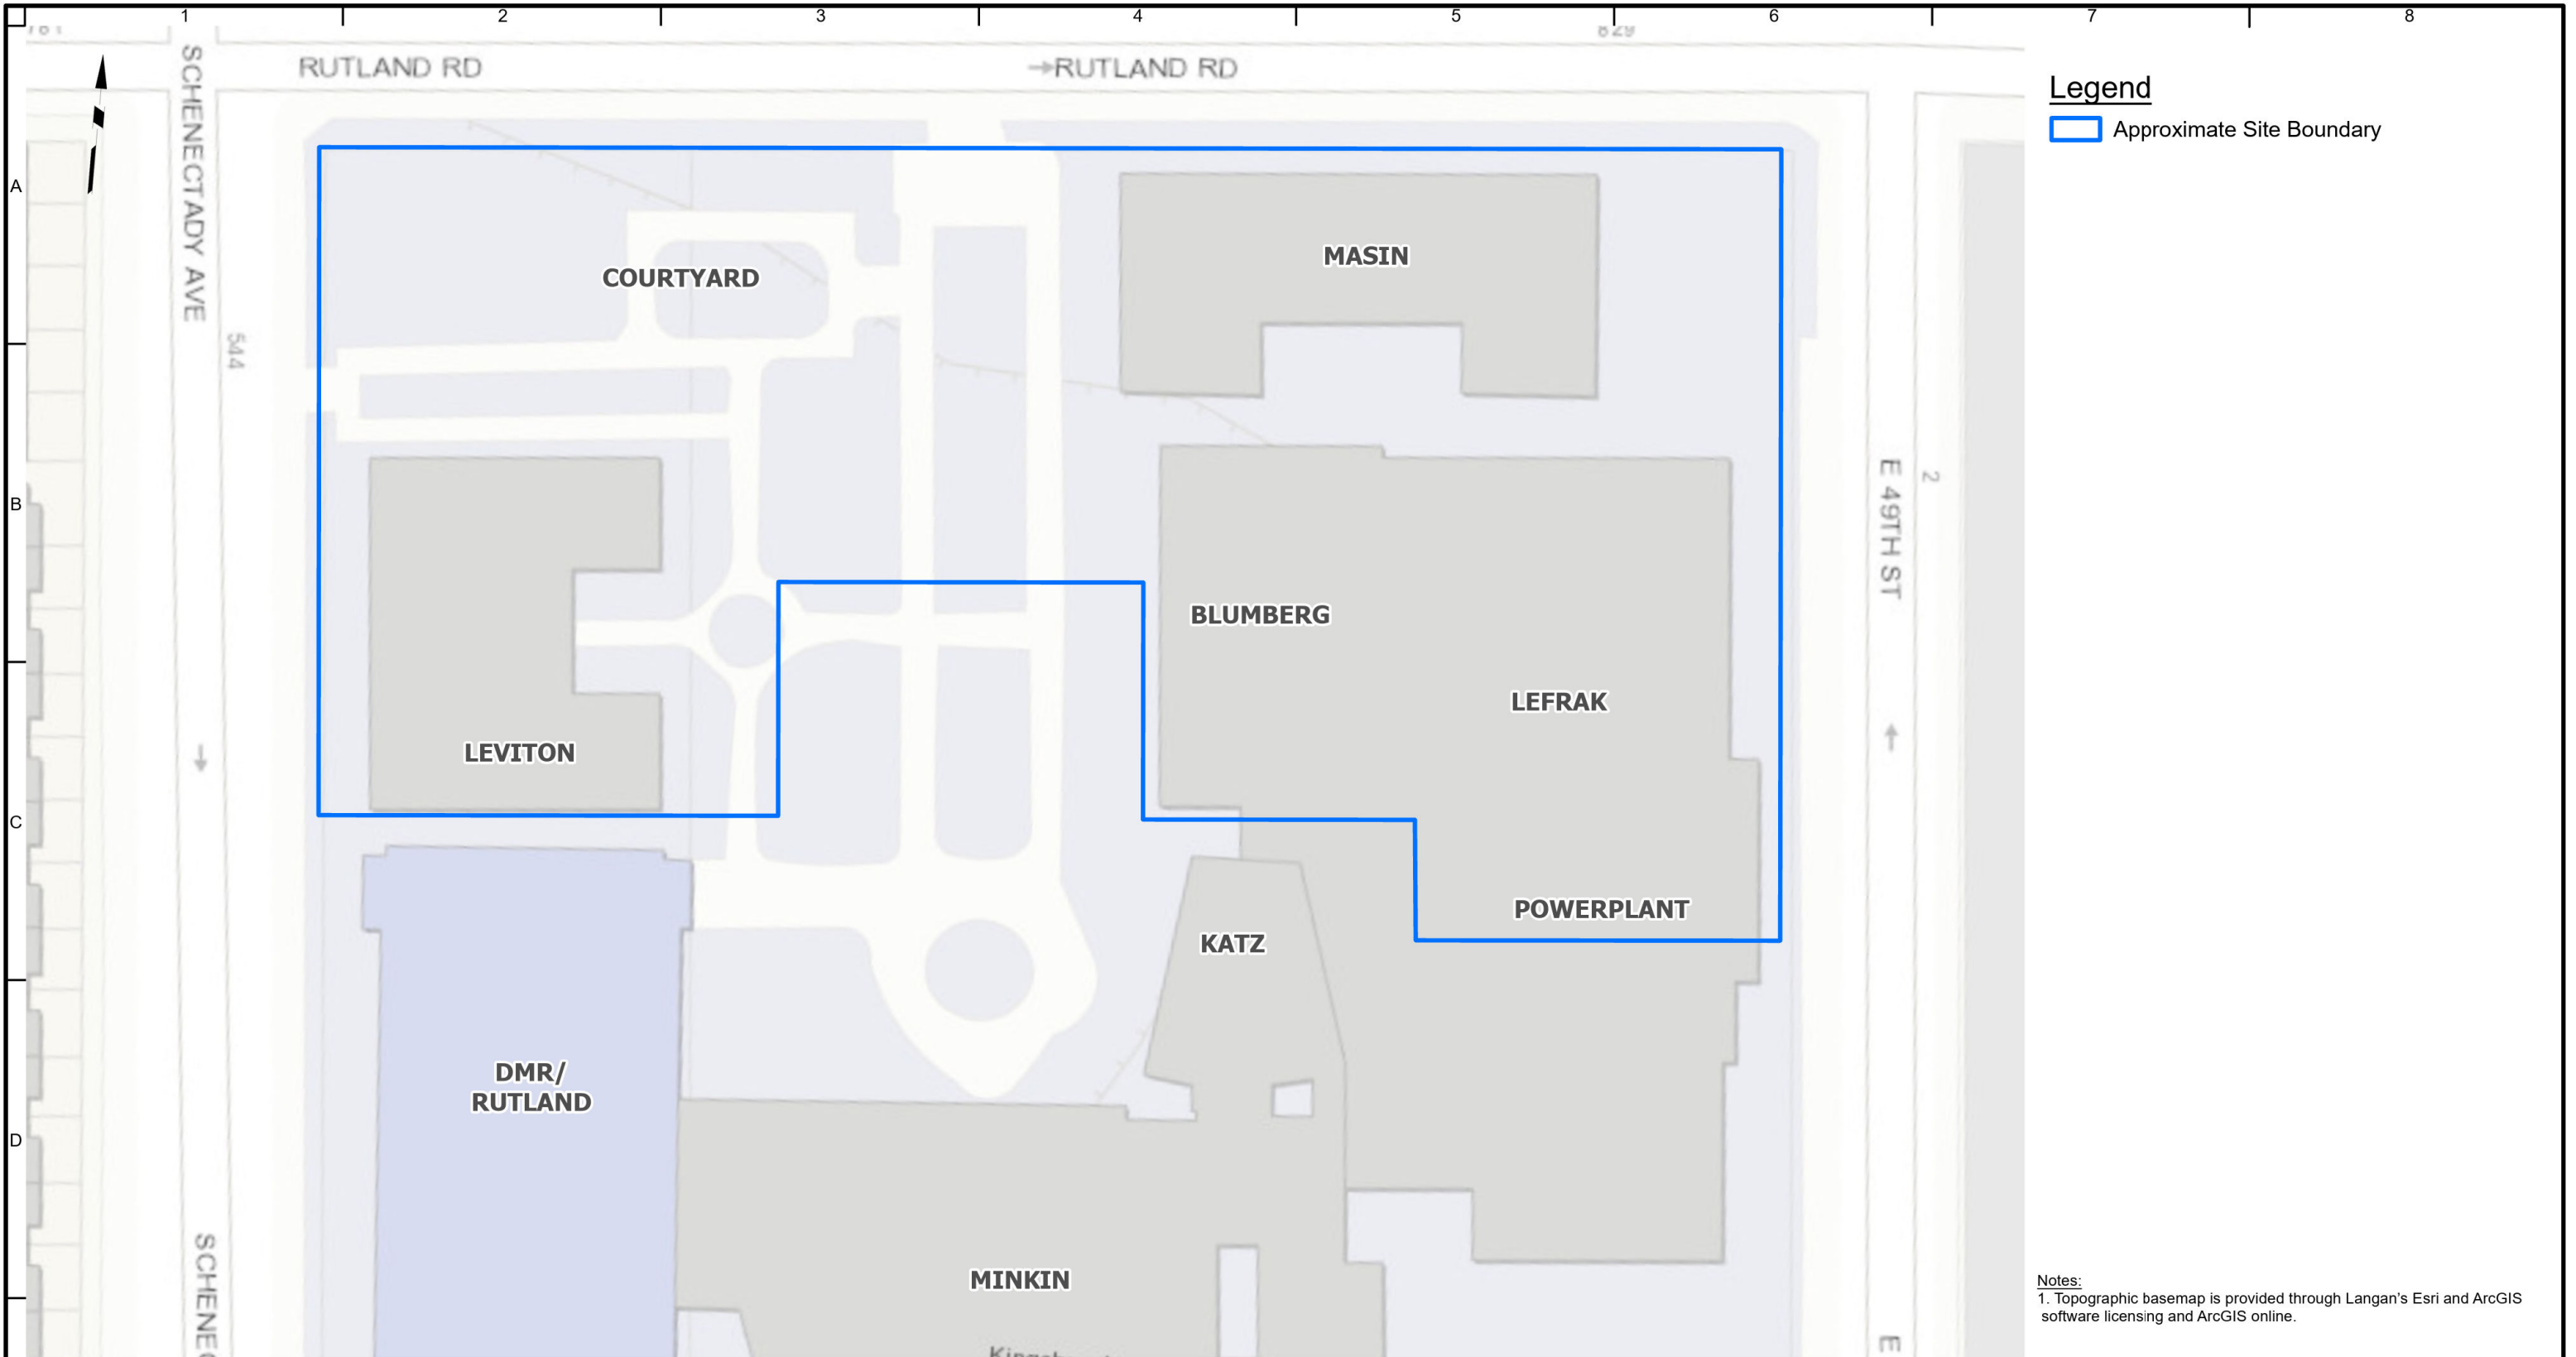 1 2 3 4 5 6 7 8
829
RUTLAND RD
RUTLAND RD
SCHENECTADY AVE
Legend
Approximate Site Boundary
A
MASIN
COURTYARD
544
B
E 49TH ST
2
BLUMBERG
LEFRAK
LEVITON
C
POWERPLANT
KATZ
DMR/
RUTLAND
D
MINKIN
Notes:
1. Topographic basemap is provided through Langan's Esri and ArcGIS
software licensing and ArcGIS online.
E